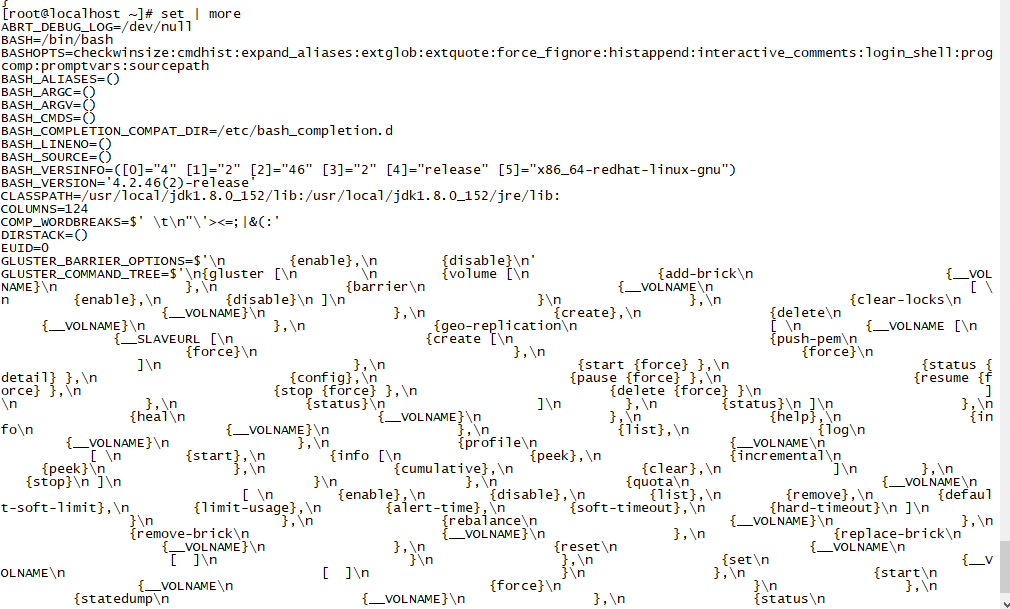 }
[root@localhost ~]# set | more
ABRT_DEBUG_LOG=/dev/null
BASH=/bin/bash
BASHOPTS=checkwinsize:cmdhist:expand_aliases:extglob:extquote:force_fignore:histappend:interactive_comments:login_shell:prog
comp:promptvars:sourcepath
BASH_ALIASES=()
BASH_ARGC=()
BASH_ARGV=()
BASH_CMDS=()
BASH_COMPLETION_COMPAT_DIR=/etc/bash_completion.d
BASH_LINENO=()
BASH_SOURCE=()
BASH_VERSINFO=([0]="4" [1]="2" [2]="46" [3]="2" [4]="release" [5]="x86_64-redhat-linux-gnu")
BASH_VERSION='4.2.46(2)-release'
CLASSPATH=/usr/local/jdk1.8.0_152/lib:/usr/local/jdk1.8.0_152/jre/lib:
COLUMNS=124
COMP_WORDBREAKS=$' \t\n"\'><=;|&(:'
DIRSTACK=()
EUID=0
GLUSTER_BARRIER_OPTIONS=$'\n        {enable},\n        {disable}\n'
GLUSTER_COMMAND_TREE=$'\n{gluster [\n        \n        {volume [\n                {add-brick\n                        {__VOL
NAME}\n                },\n                {barrier\n                        {__VOLNAME\n                                [ \
n        {enable},\n        {disable}\n ]\n                        }\n                },\n                {clear-locks\n
                    {__VOLNAME}\n                },\n                {create},\n                {delete\n
     {__VOLNAME}\n                },\n                {geo-replication\n                        [ \n        {__VOLNAME [\n
              {__SLAVEURL [\n                        {create [\n                                {push-pem\n
                       {force}\n                                },\n                                {force}\n
                 ]\n                        },\n                        {start {force} },\n                        {status {
detail} },\n                        {config},\n                        {pause {force} },\n                        {resume {f
orce} },\n                        {stop {force} },\n                        {delete {force} }\n                            ]
\n                },\n                {status}\n                    ]\n        },\n            {status}\n ]\n                },\n
                {heal\n                        {__VOLNAME}\n                },\n                {help},\n                {in
fo\n                        {__VOLNAME}\n                },\n                {list},\n                {log\n
        {__VOLNAME}\n                },\n                {profile\n                        {__VOLNAME\n
           [ \n        {start},\n        {info [\n                {peek},\n                {incremental\n
     {peek}\n                },\n                {cumulative},\n                {clear},\n              ]\n        },\n
   {stop}\n ]\n                        }\n                },\n                {quota\n                        {__VOLNAME\n
                              [ \n        {enable},\n        {disable},\n        {list},\n        {remove},\n        {defaul
t-soft-limit},\n        {limit-usage},\n        {alert-time},\n        {soft-timeout},\n        {hard-timeout}\n ]\n
                }\n                },\n                {rebalance\n                        {__VOLNAME}\n                },\n
                {remove-brick\n                        {__VOLNAME}\n                },\n                {replace-brick\n
                    {__VOLNAME}\n                },\n                {reset\n                        {__VOLNAME\n
                     [  ]\n                        }\n                },\n                {set\n                        {__V
OLNAME\n                                [  ]\n                        }\n                },\n                {start\n
                 {__VOLNAME\n                                {force}\n                        }\n                },\n
         {statedump\n                        {__VOLNAME}\n                },\n                {status\n